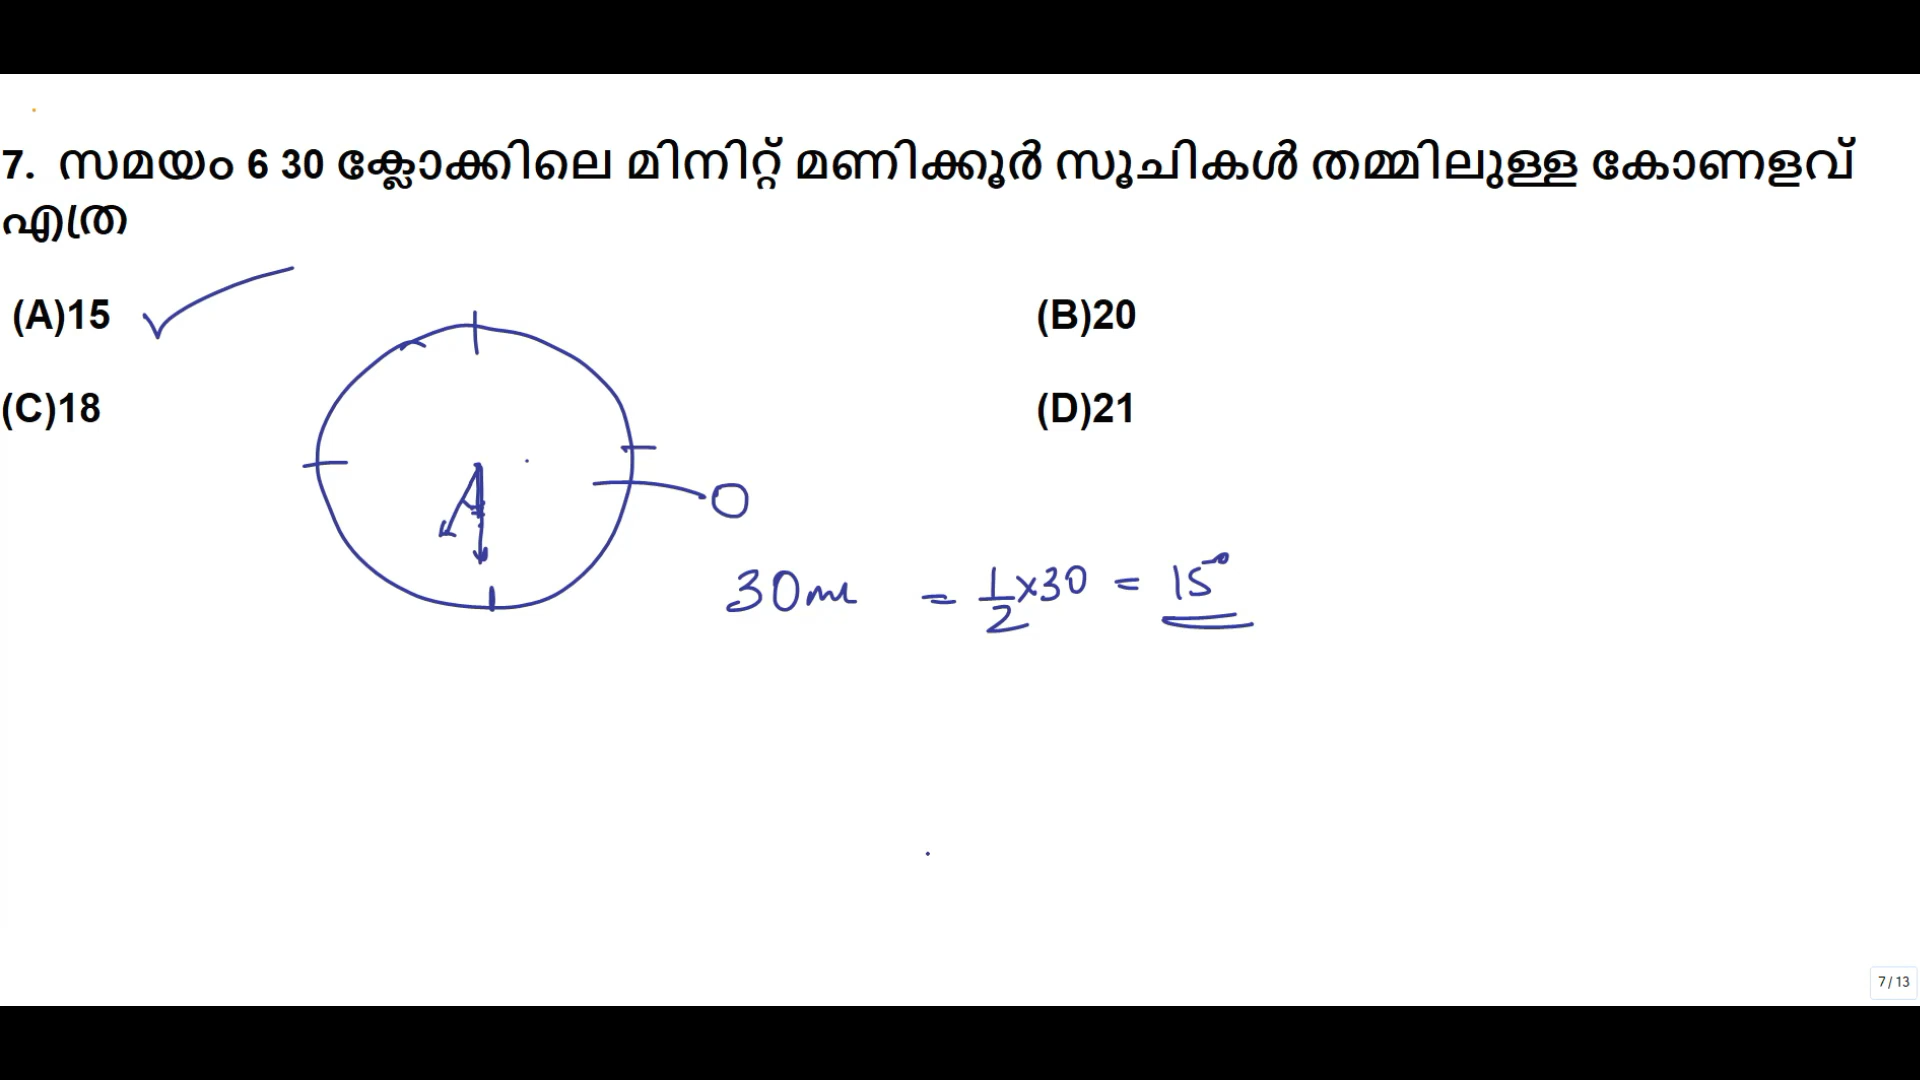 7. സമയം 6 30 ക്ലോക്കിലെ മിനിറ്റ് മണിക്കൂർ സൂചികൾ തമ്മിലുള്ള കോണളവ്
എത്ര
(A)15
(B)20
(C)18
(D)21
0
30m = 1/2 x 30 = 15°
7 / 13